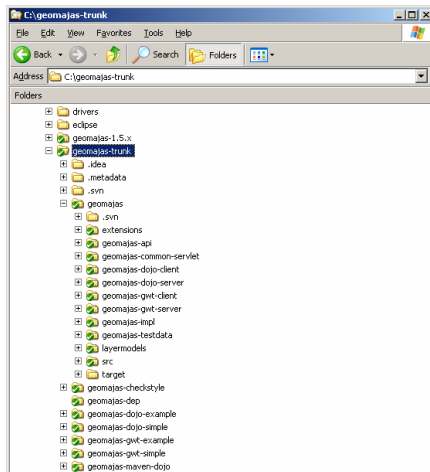 C:\geomajas-trunk
File Edit View Favorites Tools Help
Back Search Folders
Address C:\geomajas-trunk
Folders
drivers
eclipse
geomajas-1.5.x
geomajas-trunk
.idea
.metadata
.svn
geomajas
.svn
extensions
geomajas-api
geomajas-common-servlet
geomajas-dojo-client
geomajas-dojo-server
geomajas-gwt-client
geomajas-gwt-server
geomajas-impl
geomajas-testdata
layermodels
src
target
geomajas-checkstyle
geomajas-dep
geomajas-dojo-example
geomajas-dojo-simple
geomajas-gwt-example
geomajas-gwt-simple
geomajas-maven-dojo